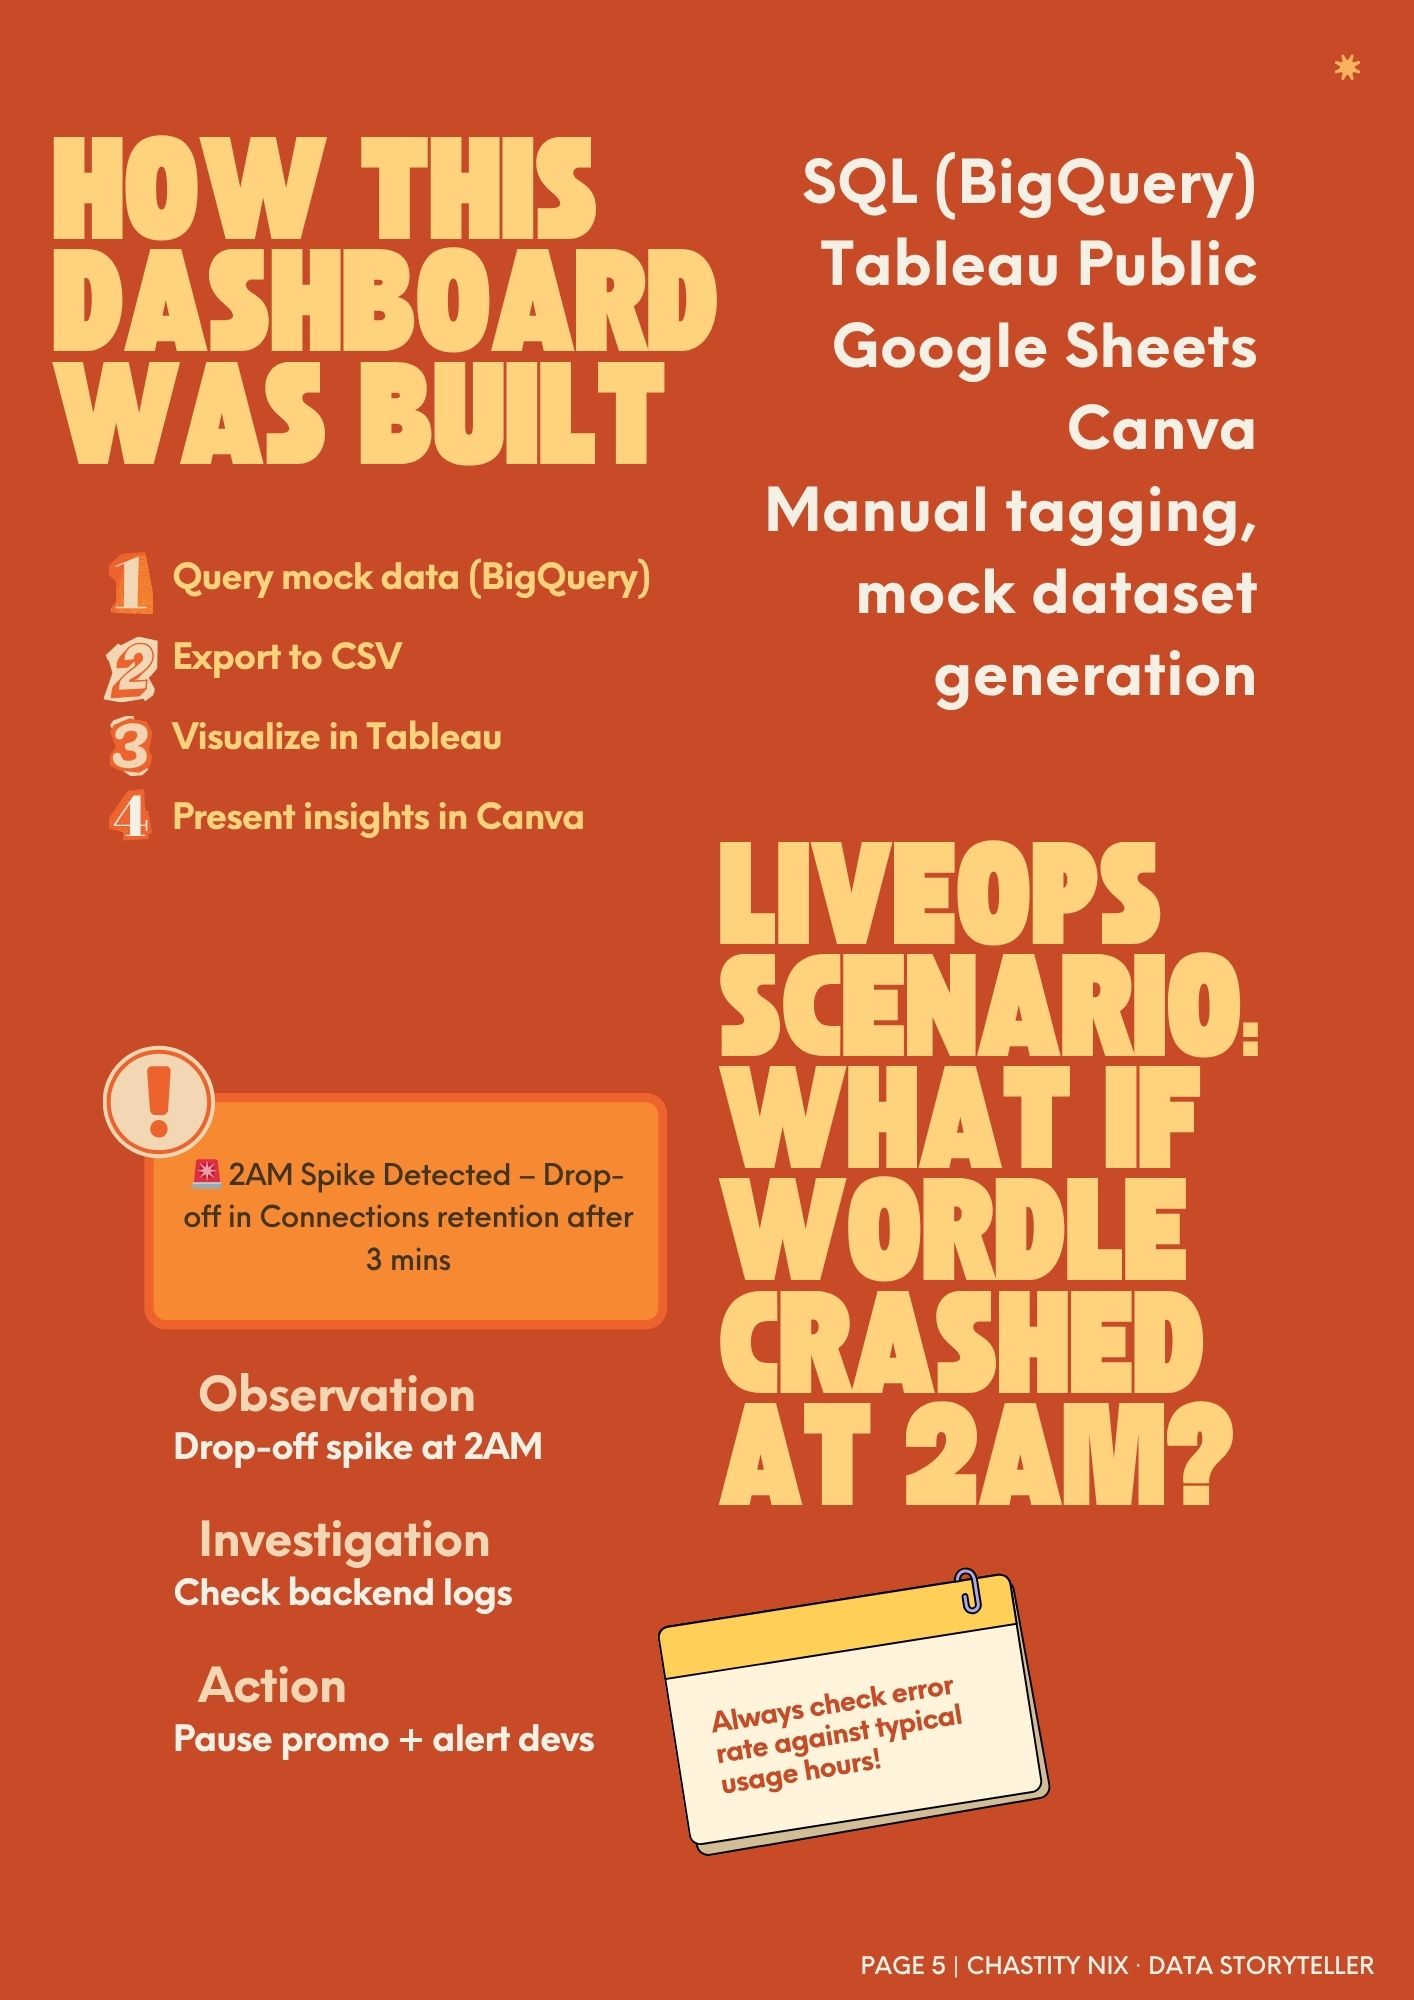 HOW THIS
DASHBOARD
WAS BUILT
SQL (BigQuery)
Tableau Public
Google Sheets
Canva
Manual tagging,
mock dataset
generation
1 Query mock data (BigQuery)
2 Export to CSV
3 Visualize in Tableau
4 Present insights in Canva
LIVEOPS
SCENARIO:
WHAT IF
WORDLE
CRASHED
AT 2AM?
!
🚨 2AM Spike Detected – Drop-
off in Connections retention after
3 mins
Observation
Drop-off spike at 2AM
Investigation
Check backend logs
Action
Pause promo + alert devs
Always check error
rate against typical
usage hours!
PAGE 5 | CHASTITY NIX · DATA STORYTELLER